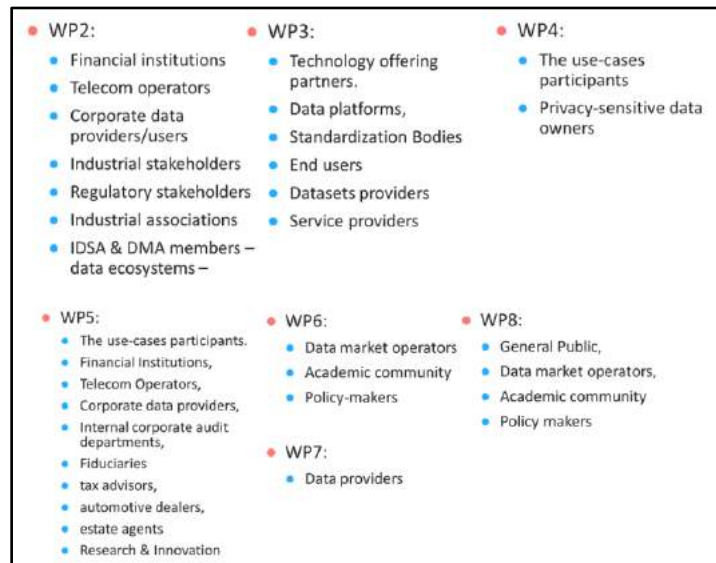 WP2:
Financial institutions
Telecom operators
Corporate data
providers/users
Industrial stakeholders
Regulatory stakeholders
Industrial associations
IDSA & DMA members –
data ecosystems –
WP3:
Technology offering
partners.
Data platforms,
Standardization Bodies
End users
Datasets providers
Service providers
WP4:
The use-cases
participants
Privacy-sensitive data
owners
WP5:
The use-cases participants.
Financial Institutions,
Telecom Operators,
Corporate data providers,
Internal corporate audit
departments,
Fiduciaries
tax advisors,
automotive dealers,
estate agents
Research & Innovation
WP6:
Data market operators
Academic community
Policy-makers
WP7:
Data providers
WP8:
General Public,
Data market operators,
Academic community
Policy makers